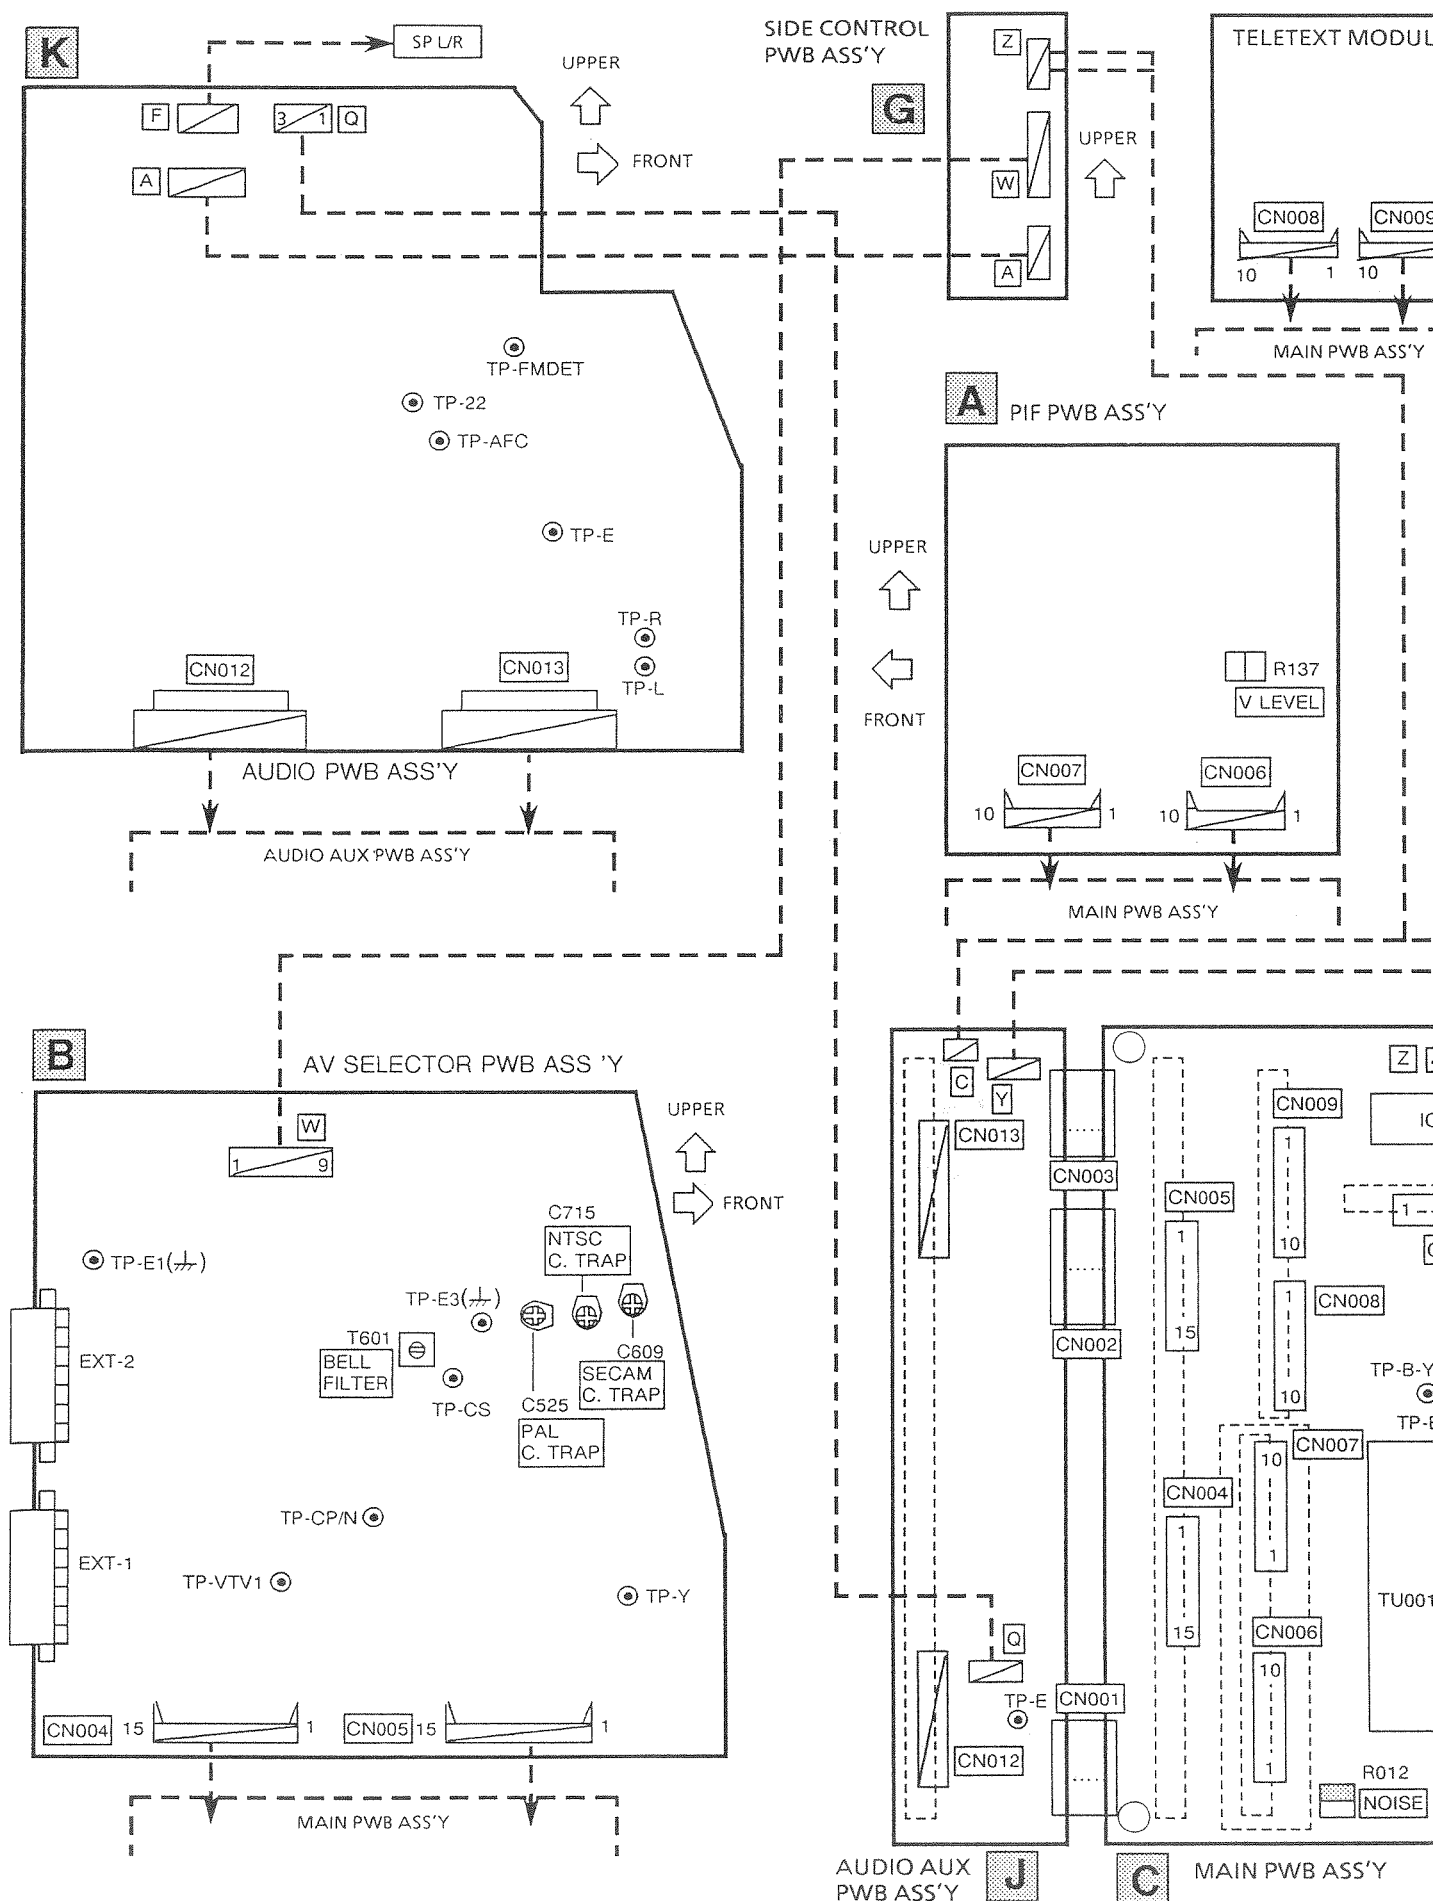 K
SP L/R
UPPER
FRONT
F
3 1
Q
A
TP-FMDET
TP-22
TP-AFC
TP-E
TP-R
TP-L
CN012
CN013
AUDIO PWB ASS'Y
AUDIO AUX PWB ASS'Y
SIDE CONTROL
PWB ASS'Y
G
Z
W
A
UPPER
TELETEXT MODUL
CN008
CN009
10 1
10
MAIN PWB ASS'Y
A
PIF PWB ASS'Y
UPPER
FRONT
R137
V LEVEL
CN007
CN006
10 1
10 1
MAIN PWB ASS'Y
B
AV SELECTOR PWB ASS 'Y
W
1 9
UPPER
FRONT
TP-E1( )
C715
NTSC
C. TRAP
TP-E3( )
T601
BELL
FILTER
C609
SECAM
C. TRAP
TP-CS
C525
PAL
C. TRAP
EXT-2
EXT-1
TP-CP/N
TP-VTV1
TP-Y
CN004 15 1
CN005 15 1
MAIN PWB ASS'Y
C
Y
CN013
CN003
CN002
Q
TP-E
CN001
CN012
AUDIO AUX
PWB ASS'Y
J
Z
CN009
IC
1
10
CN005
1
15
1
CN008
1
10
TP-B-Y
CN007
10
1
CN004
1
15
TU001
CN006
10
1
R012
NOISE
C
MAIN PWB ASS'Y